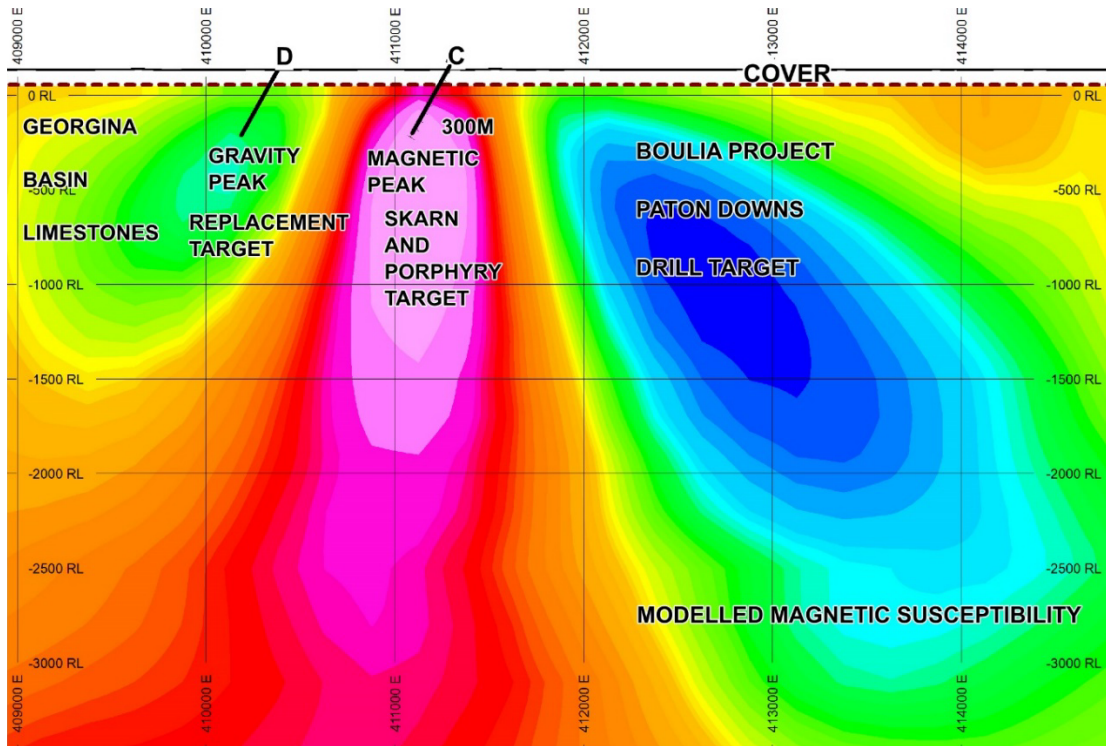 409000 E
410000 E
411000 E
412000 E
413000 E
414000 E
D
C
COVER
0 RL
0 RL
GEORGINA
300M
GRAVITY
PEAK
MAGNETIC
PEAK
BOULIA PROJECT
BASIN
-500 RL
-500 RL
LIMESTONES
REPLACEMENT
TARGET
SKARN
AND
PORPHYRY
TARGET
PATON DOWNS
DRILL TARGET
-1000 RL
-1000 RL
-1500 RL
-1500 RL
-2000 RL
-2000 RL
-2500 RL
-2500 RL
MODELLED MAGNETIC SUSCEPTIBILITY
-3000 RL
-3000 RL
409000 E
410000 E
411000 E
412000 E
413000 E
414000 E